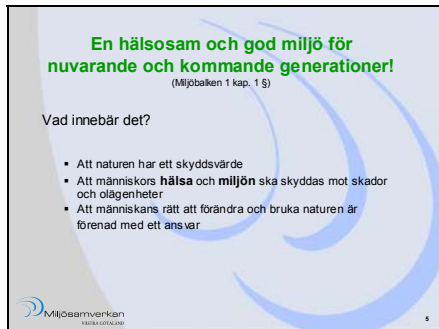 En hälsosam och god miljö för
nuvarande och kommande generationer!
(Miljöbalken 1 kap. 1 §)
Vad innebär det?
▪ Att naturen har ett skyddsvärde
▪ Att människors hälsa och miljön ska skyddas mot skador
och olägenheter
▪ Att människans rätt att förändra och bruka naturen är
förenad med ett ansvar
Miljösamverkan
VÄSTRA GÖTALAND
5